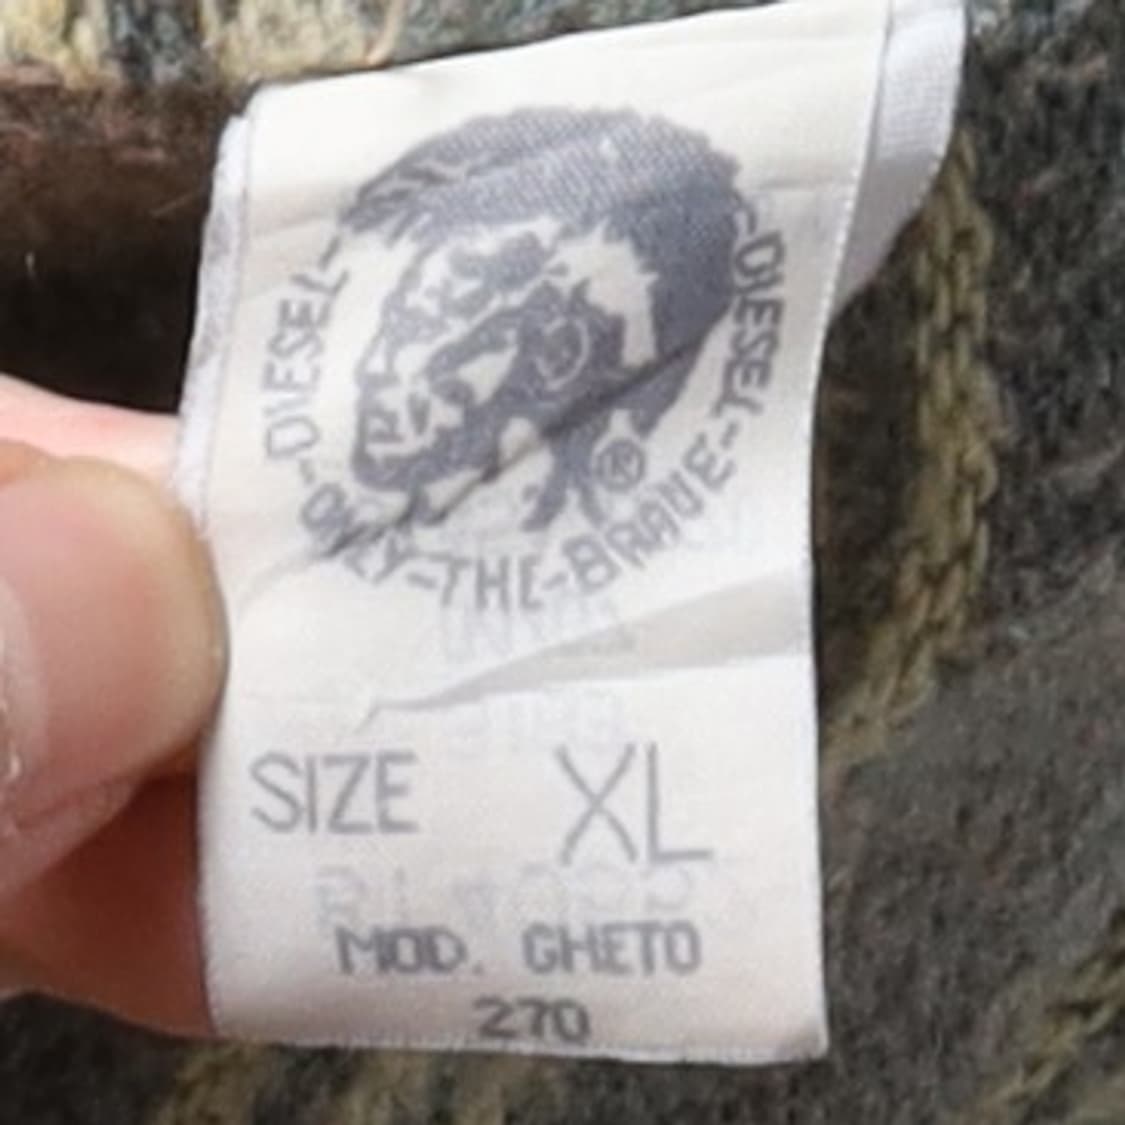 -DIESEL-
-DIESEL-
-ONLY-THE-BRAVE-
®
SIZE XL
MOD. GHETO
270